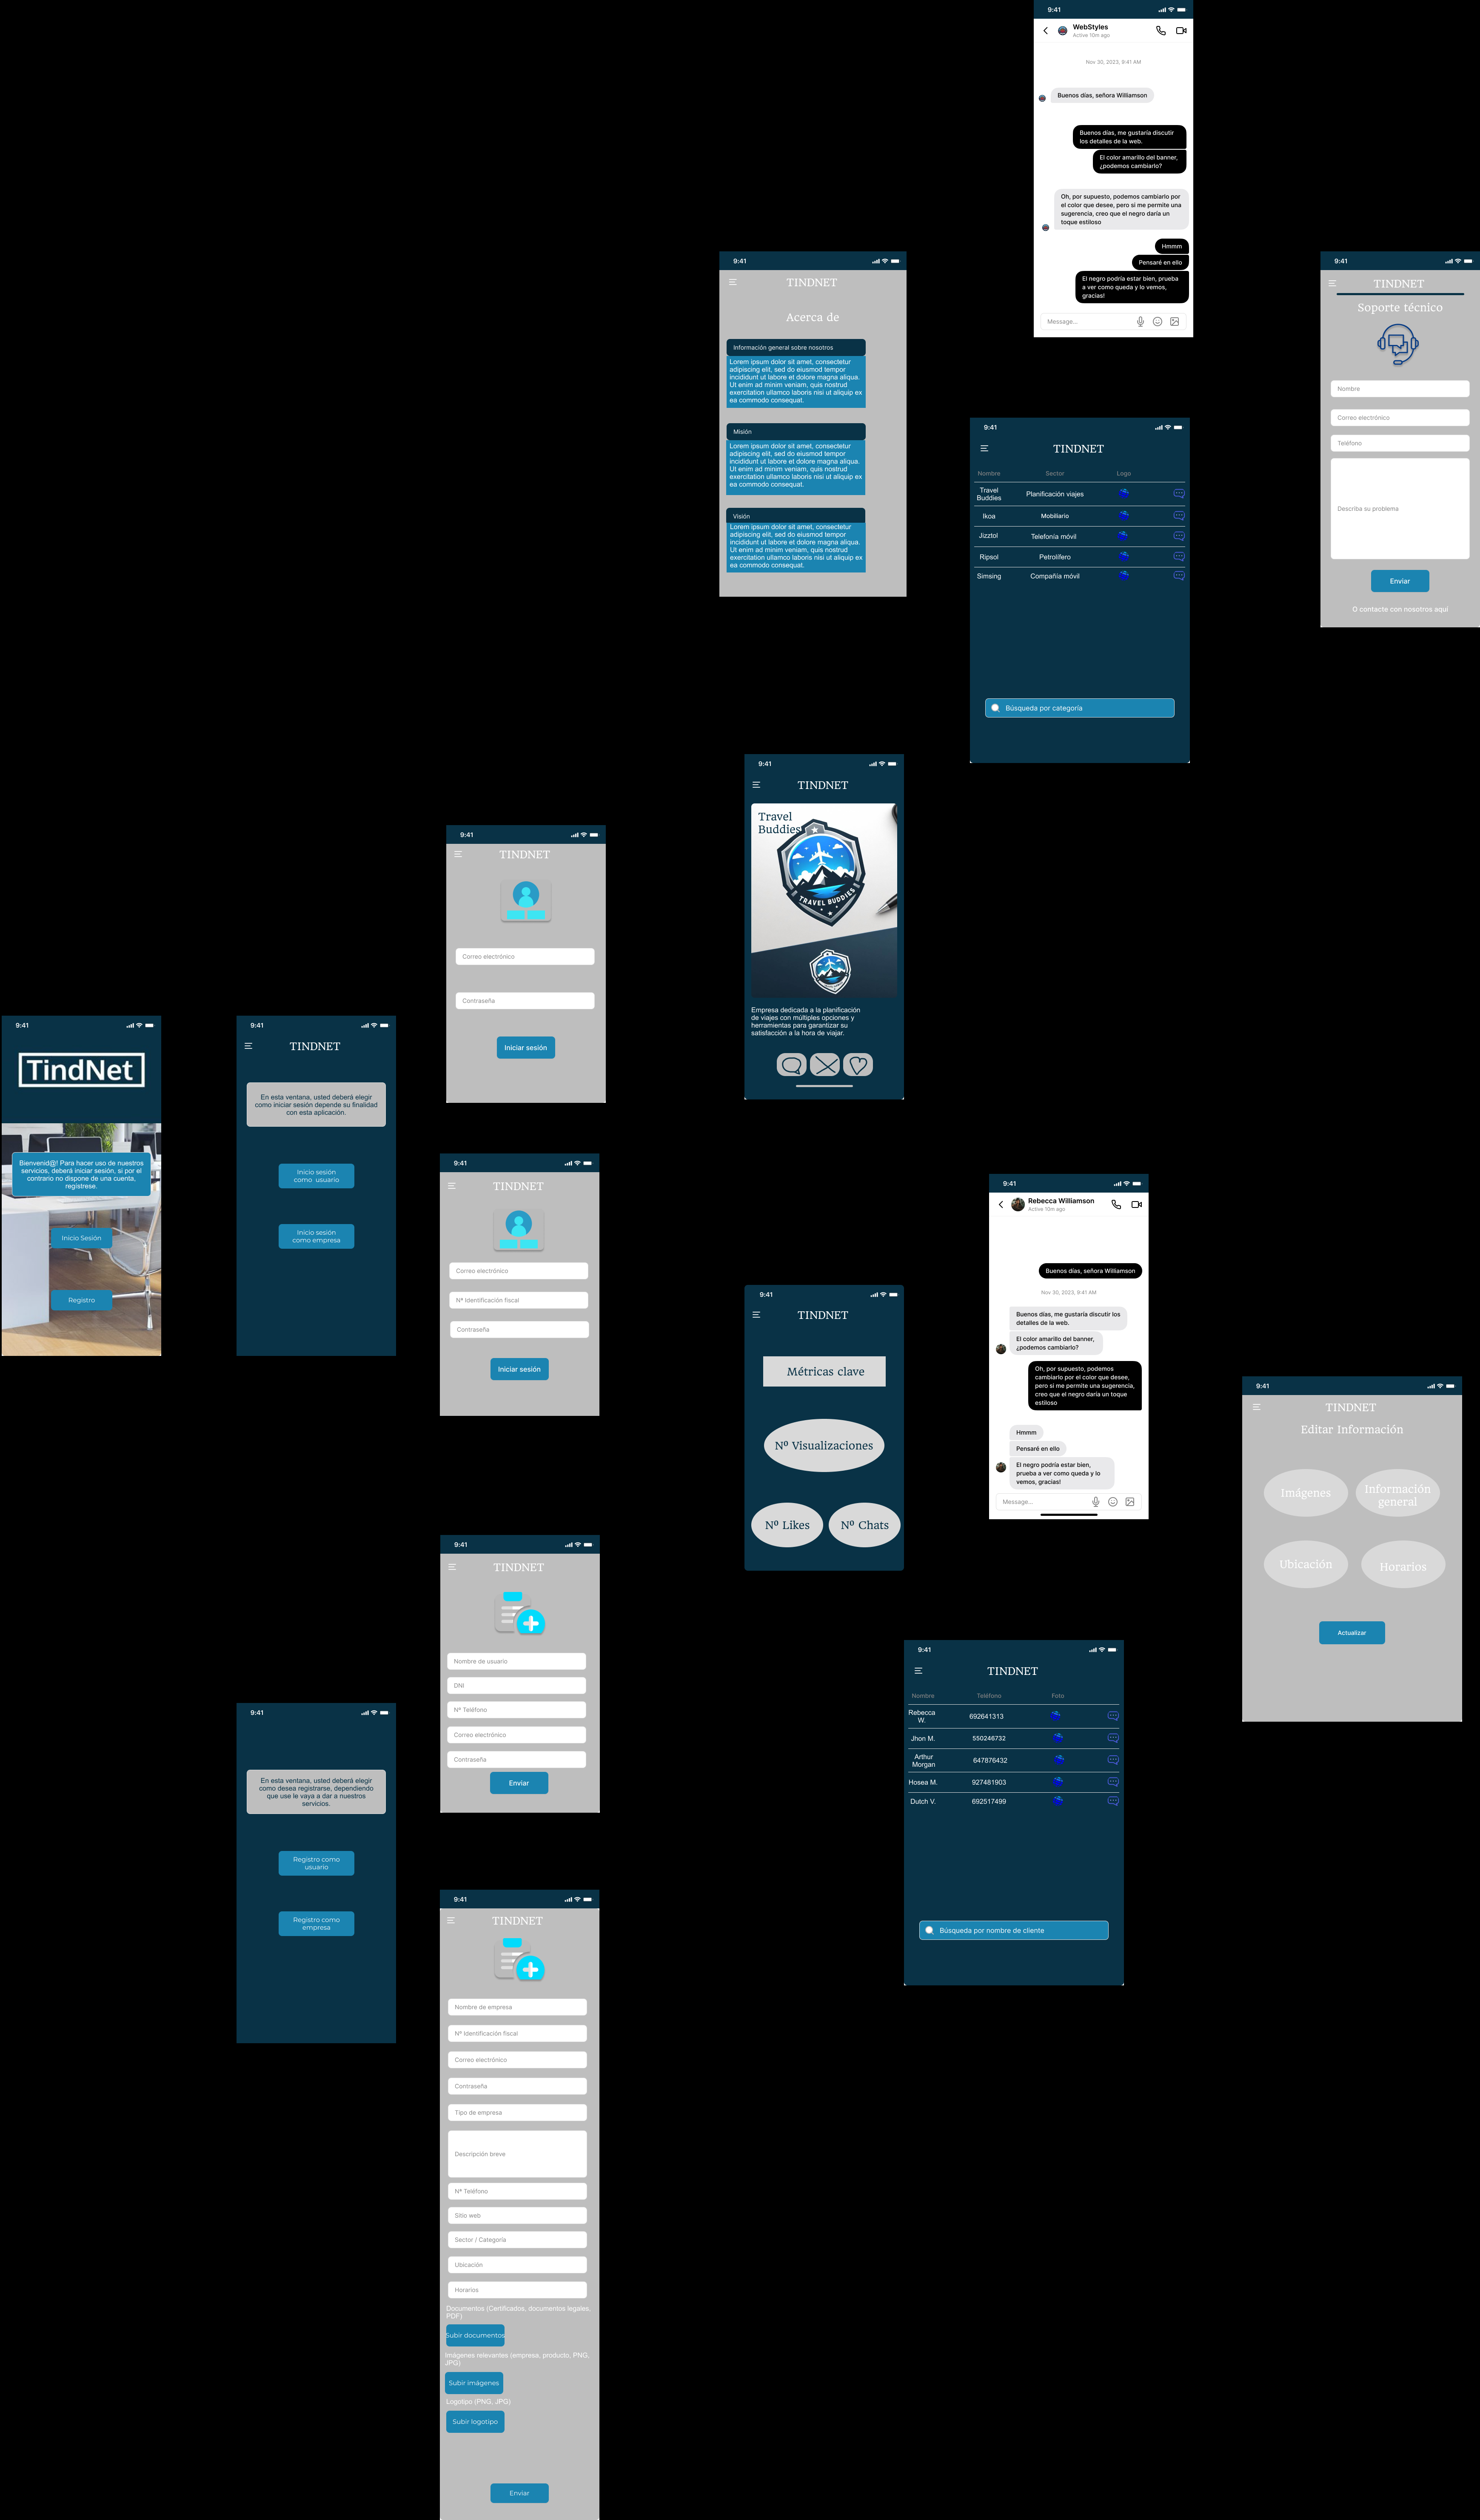 9:41
WebStyles
Active 10m ago
Nov 30, 2023, 9:41 AM
Buenos días, señora Williamson
Buenos días, me gustaría discutir
los detalles de la web.
El color amarillo del banner,
¿podemos cambiarlo?
Oh, por supuesto, podemos cambiarlo por
el color que desee, pero si me permite una
sugerencia, creo que el negro daría un
toque estiloso
Hmmm
Pensaré en ello
El negro podría estar bien, prueba
a ver como queda y lo vemos,
gracias!
Message...
9:41
TINDNET
Acerca de
Información general sobre nosotros
Lorem ipsum dolor sit amet, consectetur
adipiscing elit, sed do eiusmod tempor
incididunt ut labore et dolore magna aliqua.
Ut enim ad minim veniam, quis nostrud
exercitation ullamco laboris nisi ut aliquip ex
ea commodo consequat.
Misión
Lorem ipsum dolor sit amet, consectetur
adipiscing elit, sed do eiusmod tempor
incididunt ut labore et dolore magna aliqua.
Ut enim ad minim veniam, quis nostrud
exercitation ullamco laboris nisi ut aliquip ex
ea commodo consequat.
Visión
Lorem ipsum dolor sit amet, consectetur
adipiscing elit, sed do eiusmod tempor
incididunt ut labore et dolore magna aliqua.
Ut enim ad minim veniam, quis nostrud
exercitation ullamco laboris nisi ut aliquip ex
ea commodo consequat.
9:41
TINDNET
Soporte técnico
Nombre
Correo electrónico
Teléfono
Describa su problema
Enviar
O contacte con nosotros aquí
9:41
TINDNET
Nombre Sector Logo
Travel
Buddies
Planificación viajes
Ikoa Mobiliario
Jizztol Telefonía móvil
Ripsol Petrolífero
Simsing Compañía móvil
Búsqueda por categoría
9:41
TINDNET
Travel
Buddies
TRAVEL BUDDIES
Empresa dedicada a la planificación
de viajes con múltiples opciones y
herramientas para garantizar su
satisfacción a la hora de viajar.
9:41
TINDNET
Correo electrónico
Contraseña
Iniciar sesión
9:41
TindNet
Bienvenid@! Para hacer uso de nuestros
servicios, deberá iniciar sesión, si por el
contrario no dispone de una cuenta,
regístrese.
Inicio Sesión
Registro
9:41
TINDNET
En esta ventana, usted deberá elegir
como iniciar sesión depende su finalidad
con esta aplicación.
Inicio sesión
como usuario
Inicio sesión
como empresa
9:41
TINDNET
Correo electrónico
Nº Identificación fiscal
Contraseña
Iniciar sesión
9:41
Rebecca Williamson
Active 10m ago
Buenos días, señora Williamson
Nov 30, 2023, 9:41 AM
Buenos días, me gustaría discutir los
detalles de la web.
El color amarillo del banner,
¿podemos cambiarlo?
Oh, por supuesto, podemos
cambiarlo por el color que desee,
pero si me permite una sugerencia,
creo que el negro daría un toque
estiloso
Hmmm
Pensaré en ello
El negro podría estar bien,
prueba a ver como queda y lo
vemos, gracias!
Message...
9:41
TINDNET
Métricas clave
Nº Visualizaciones
Nº Likes
Nº Chats
9:41
TINDNET
Editar Información
Imágenes
Información
general
Ubicación
Horarios
Actualizar
9:41
TINDNET
Nombre de usuario
DNI
Nº Teléfono
Correo electrónico
Contraseña
Enviar
9:41
TINDNET
Nombre Teléfono Foto
Rebecca
W.
692641313
Jhon M. 550246732
Arthur
Morgan
647876432
Hosea M. 927481903
Dutch V. 692517499
Búsqueda por nombre de cliente
9:41
En esta ventana, usted deberá elegir
como desea registrarse, dependiendo
que use le vaya a dar a nuestros
servicios.
Registro como
usuario
Registro como
empresa
9:41
TINDNET
Nombre de empresa
Nº Identificación fiscal
Correo electrónico
Contraseña
Tipo de empresa
Descripción breve
Nº Teléfono
Sitio web
Sector / Categoría
Ubicación
Horarios
Documentos (Certificados, documentos legales,
PDF)
Subir documentos
Imágenes relevantes (empresa, producto, PNG,
JPG)
Subir imágenes
Logotipo (PNG, JPG)
Subir logotipo
Enviar